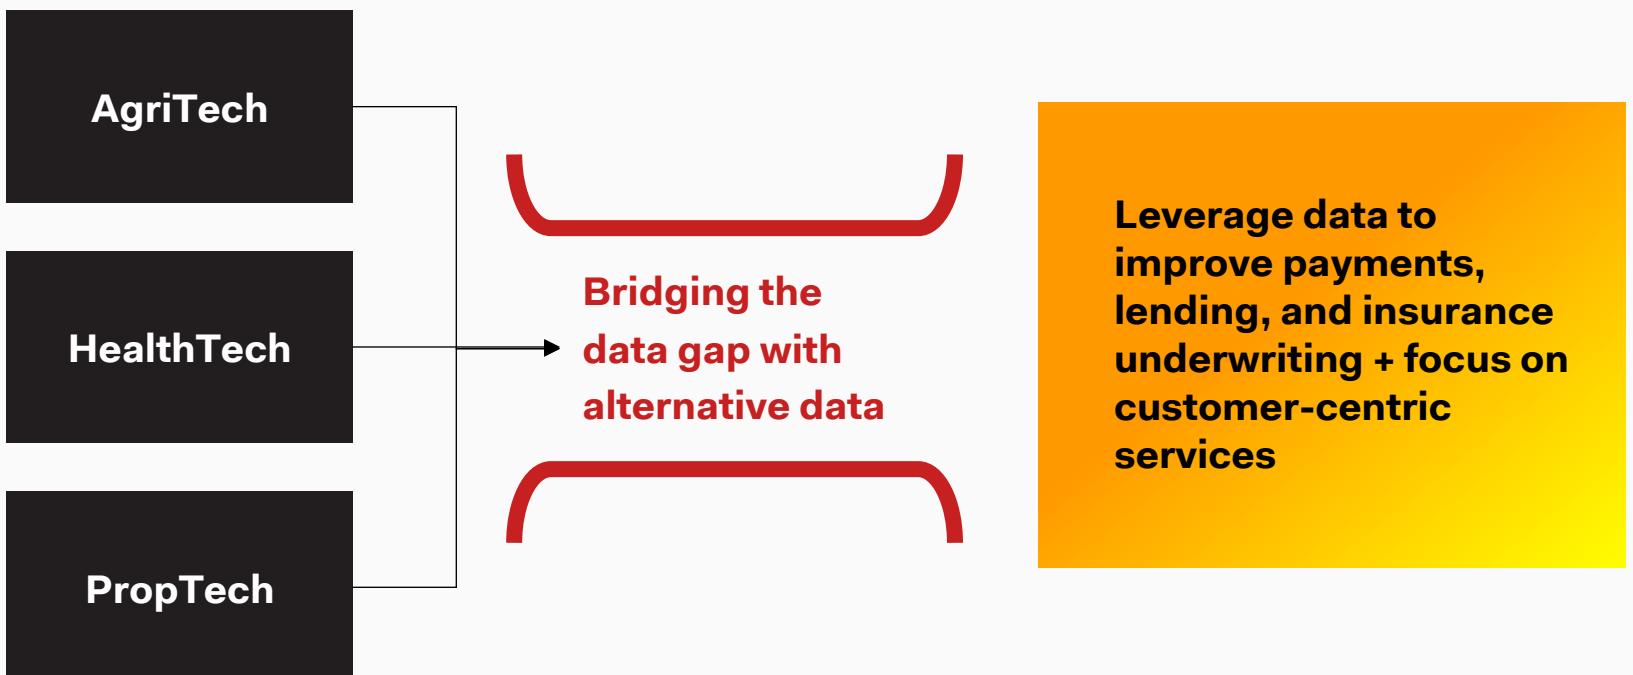 AgriTech
HealthTech
PropTech
Bridging the
data gap with
alternative data
Leverage data to
improve payments,
lending, and insurance
underwriting + focus on
customer-centric
services